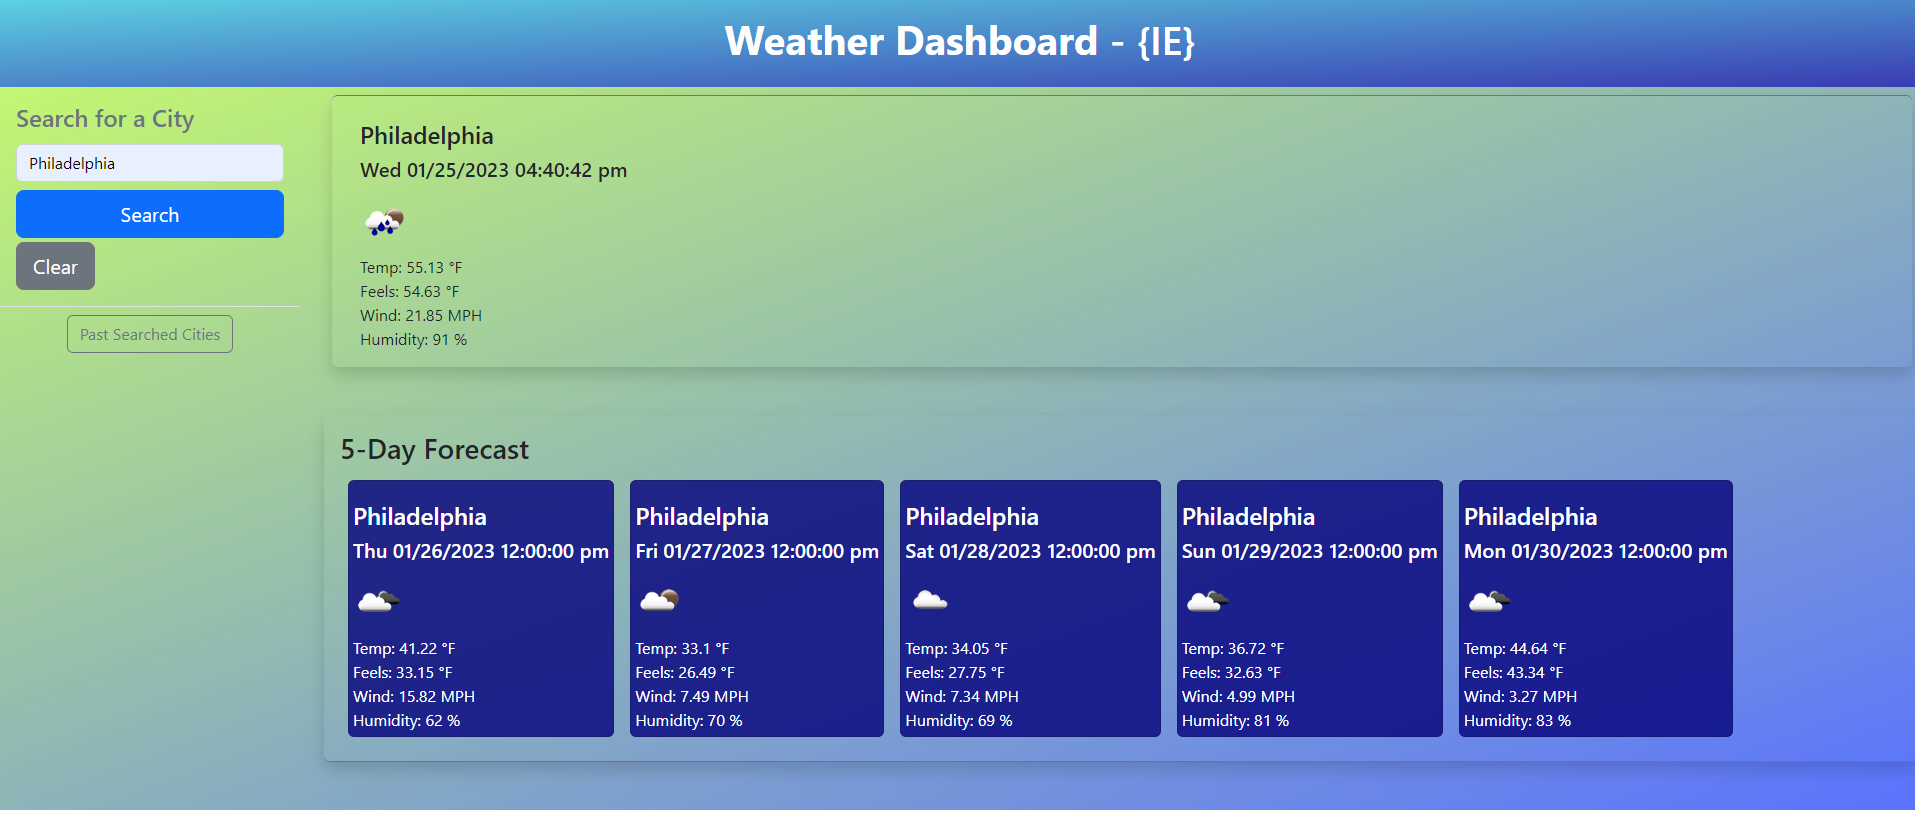 Weather Dashboard - {IE}
Search for a City
Philadelphia
Search
Clear
Past Searched Cities
Philadelphia
Wed 01/25/2023 04:40:42 pm
Temp: 55.13 °F
Feels: 54.63 °F
Wind: 21.85 MPH
Humidity: 91 %
5-Day Forecast
Philadelphia
Thu 01/26/2023 12:00:00 pm
Temp: 41.22 °F
Feels: 33.15 °F
Wind: 15.82 MPH
Humidity: 62 %
Philadelphia
Fri 01/27/2023 12:00:00 pm
Temp: 33.1 °F
Feels: 26.49 °F
Wind: 7.49 MPH
Humidity: 70 %
Philadelphia
Sat 01/28/2023 12:00:00 pm
Temp: 34.05 °F
Feels: 27.75 °F
Wind: 7.34 MPH
Humidity: 69 %
Philadelphia
Sun 01/29/2023 12:00:00 pm
Temp: 36.72 °F
Feels: 32.63 °F
Wind: 4.99 MPH
Humidity: 81 %
Philadelphia
Mon 01/30/2023 12:00:00 pm
Temp: 44.64 °F
Feels: 43.34 °F
Wind: 3.27 MPH
Humidity: 83 %